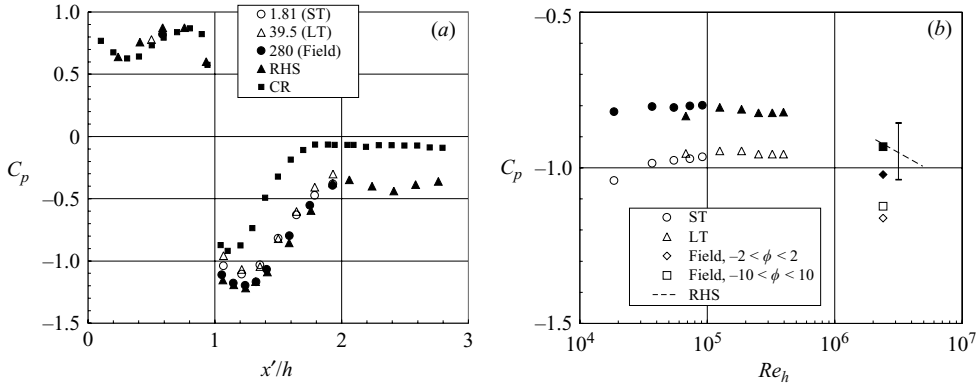 1.0
0.5
0
−0.5
−1.0
−1.5
C_p
0
1
2
3
x′/h
1.81 (ST)
39.5 (LT)
280 (Field)
RHS
CR
(a)
−0.5
−1.0
−1.5
C_p
10^4
10^5
10^6
10^7
Re_h
ST
LT
Field, −2 < ϕ < 2
Field, −10 < ϕ < 10
RHS
(b)